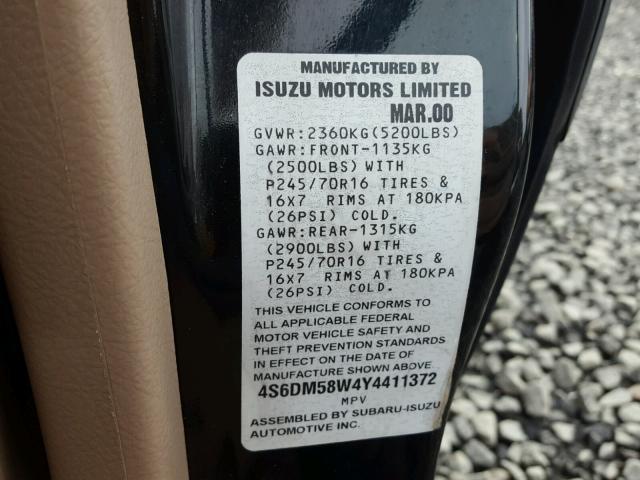 MANUFACTURED BY
ISUZU MOTORS LIMITED
MAR.00
GVWR:2360KG(5200LBS)
GAWR:FRONT-1135KG
(2500LBS) WITH
P245/70R16 TIRES &
16X7 RIMS AT 180KPA
(26PSI) COLD.
GAWR:REAR-1315KG
(2900LBS) WITH
P245/70R16 TIRES &
16X7 RIMS AT 180KPA
(26PSI) COLD.
THIS VEHICLE CONFORMS TO
ALL APPLICABLE FEDERAL
MOTOR VEHICLE SAFETY AND
THEFT PREVENTION STANDARDS
IN EFFECT ON THE DATE OF
MANUFACTURE SHOWN ABOVE
4S6DM58W4Y4411372
MPV
ASSEMBLED BY SUBARU-ISUZU
AUTOMOTIVE INC.